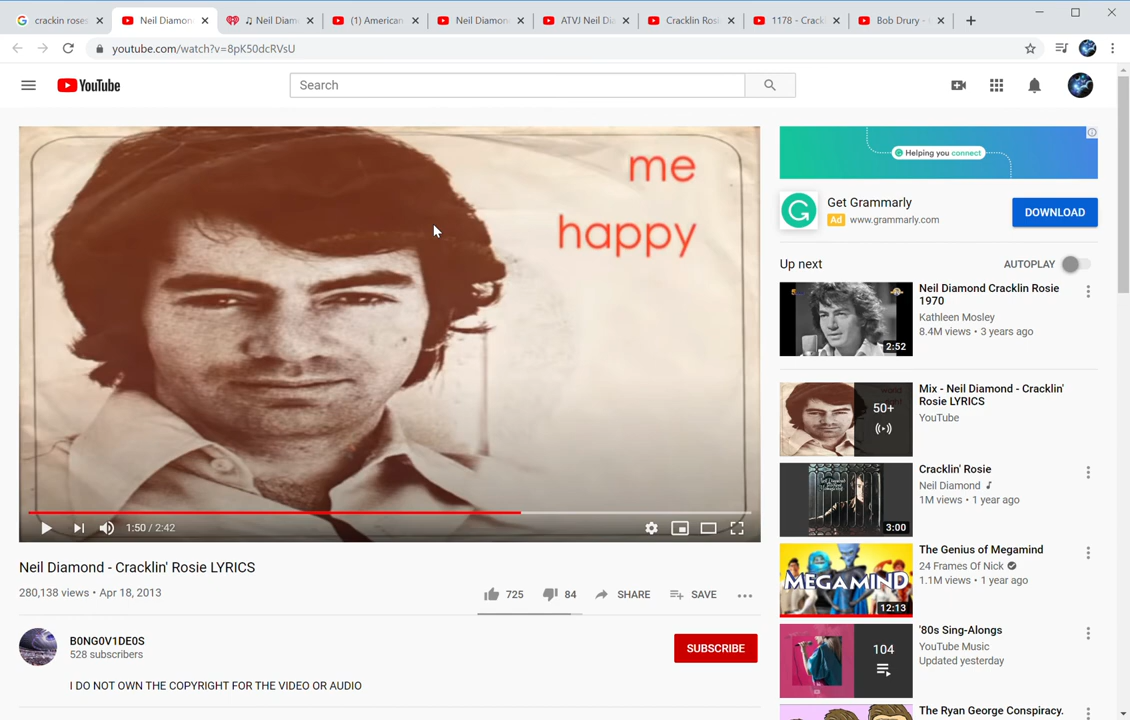 crackin roses
Neil Diamon
♫ Neil Diam
(1) American
Neil Diamon
ATVJ Neil Di
Cracklin Ros
1178 - Crack
Bob Drury -
youtube.com/watch?v=8pK50dcRVsU
YouTube
Search
me
happy
1:50 / 2:42
Neil Diamond - Cracklin' Rosie LYRICS
280,138 views • Apr 18, 2013
725
84
SHARE
SAVE
B0NG0V1DE0S
528 subscribers
SUBSCRIBE
I DO NOT OWN THE COPYRIGHT FOR THE VIDEO OR AUDIO
Helping you connect
Get Grammarly
Ad www.grammarly.com
DOWNLOAD
Up next
AUTOPLAY
Neil Diamond Cracklin Rosie
1970
Kathleen Mosley
8.4M views • 3 years ago
2:52
Mix - Neil Diamond - Cracklin'
Rosie LYRICS
YouTube
50+
Cracklin' Rosie
Neil Diamond ♪
1M views • 1 year ago
3:00
The Genius of Megamind
24 Frames Of Nick
1.1M views • 1 year ago
MEGAMIND
12:13
'80s Sing-Alongs
YouTube Music
Updated yesterday
104
The Ryan George Conspiracy.